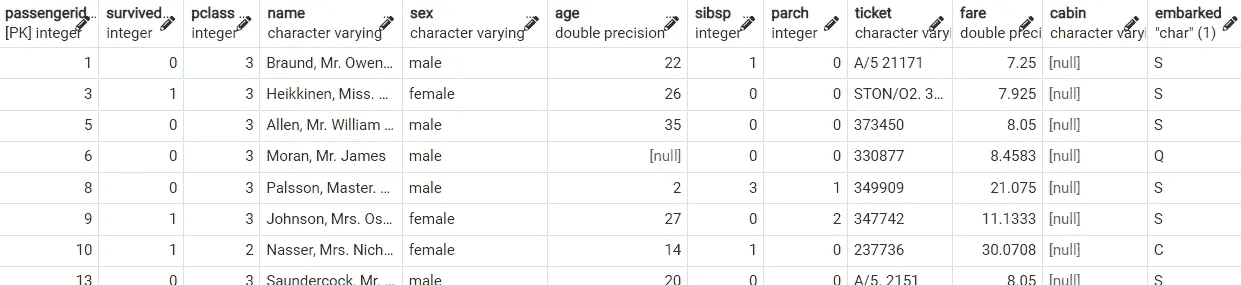 passengerid survived pclass name sex age sibsp parch ticket fare cabin embarked
[PK] integer integer integer character varying character varying double precision integer integer character varyi double preci character varyi "char" (1)
1 0 3 Braund, Mr. Owen... male 22 1 0 A/5 21171 7.25 [null] S
3 1 3 Heikkinen, Miss. ... female 26 0 0 STON/O2. 3... 7.925 [null] S
5 0 3 Allen, Mr. William ... male 35 0 0 373450 8.05 [null] S
6 0 3 Moran, Mr. James male [null] 0 0 330877 8.4583 [null] Q
8 0 3 Palsson, Master. ... male 2 3 1 349909 21.075 [null] S
9 1 3 Johnson, Mrs. Os... female 27 0 2 347742 11.1333 [null] S
10 1 2 Nasser, Mrs. Nich... female 14 1 0 237736 30.0708 [null] C
13 0 3 Saundercock, Mr. ... male 20 0 0 A/5. 2151 8.05 [null] S